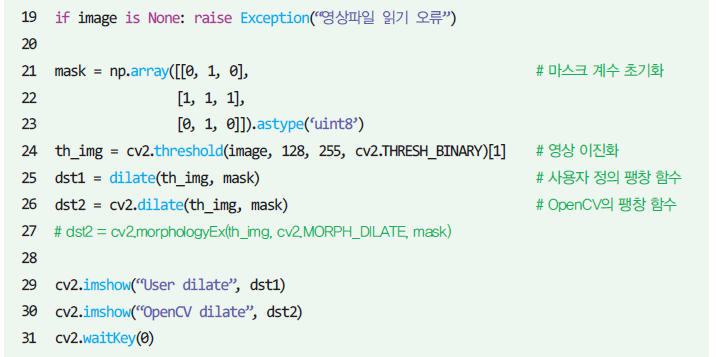 19 if image is None: raise Exception(“영상파일 읽기 오류”)
20
21 mask = np.array([[0, 1, 0], # 마스크 계수 초기화
22 [1, 1, 1],
23 [0, 1, 0]]).astype(‘uint8’)
24 th_img = cv2.threshold(image, 128, 255, cv2.THRESH_BINARY)[1] # 영상 이진화
25 dst1 = dilate(th_img, mask) # 사용자 정의 팽창 함수
26 dst2 = cv2.dilate(th_img, mask) # OpenCV의 팽창 함수
27 # dst2 = cv2.morphologyEx(th_img, cv2.MORPH_DILATE, mask)
28
29 cv2.imshow(“User dilate”, dst1)
30 cv2.imshow(“OpenCV dilate”, dst2)
31 cv2.waitKey(0)